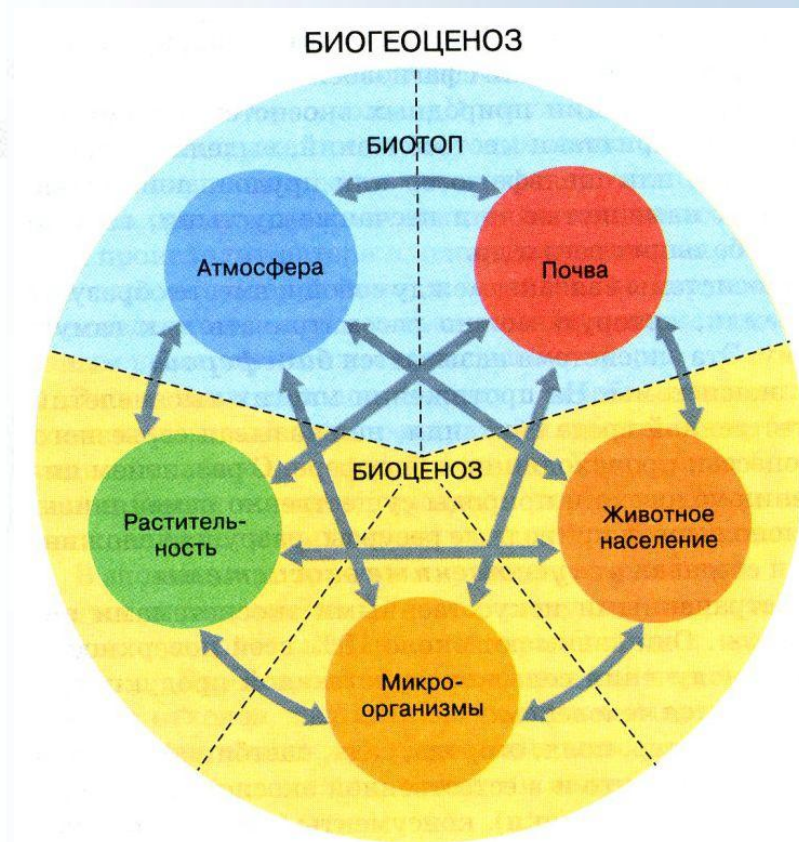 БИОГЕОЦЕНОЗ
БИОТОП
Атмосфера
Почва
БИОЦЕНОЗ
Раститель-
ность
Животное
население
Микро-
организмы